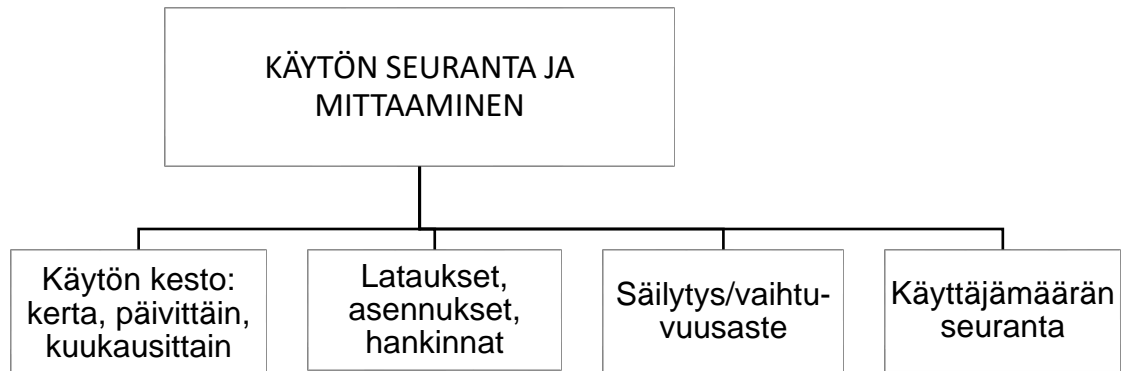 KÄYTÖN SEURANTA JA
MITTAAMINEN
Käytön kesto:
kerta, päivittäin,
kuukausittain
Lataukset,
asennukset,
hankinnat
Säilytys/vaihtu-
vuusaste
Käyttäjämäärän
seuranta